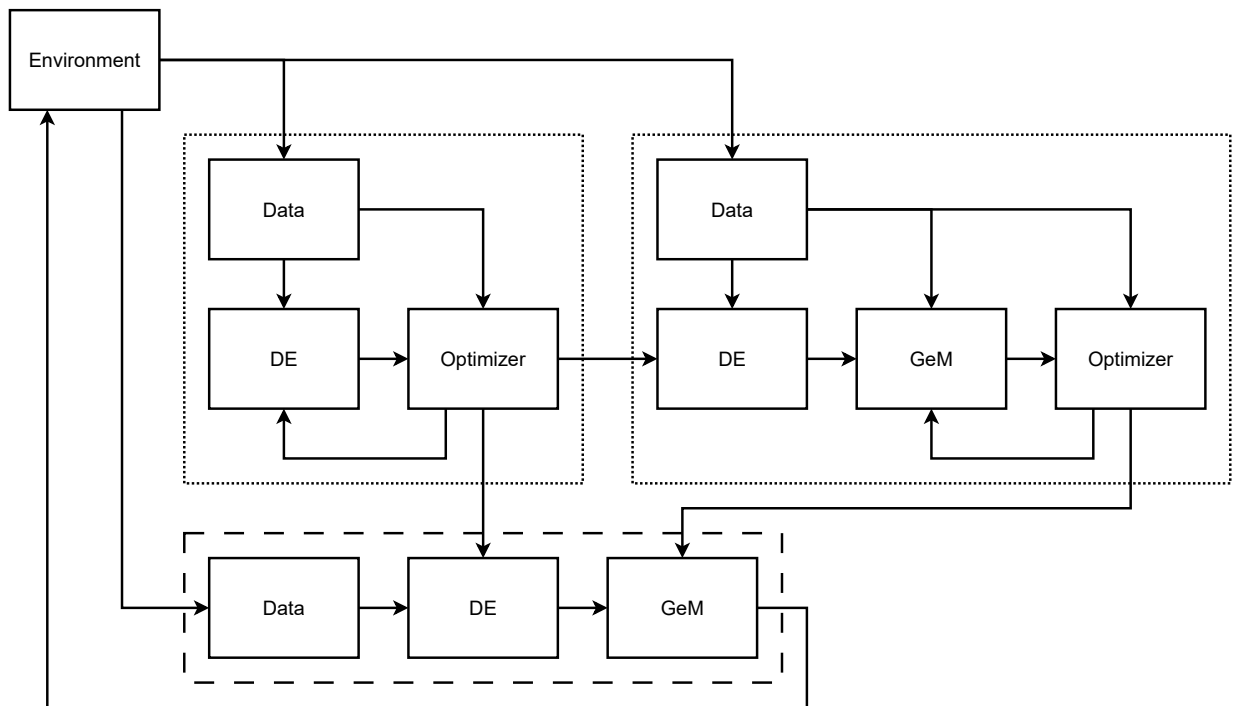 Environment
Data
Data
DE
Optimizer
DE
GeM
Optimizer
Data
DE
GeM